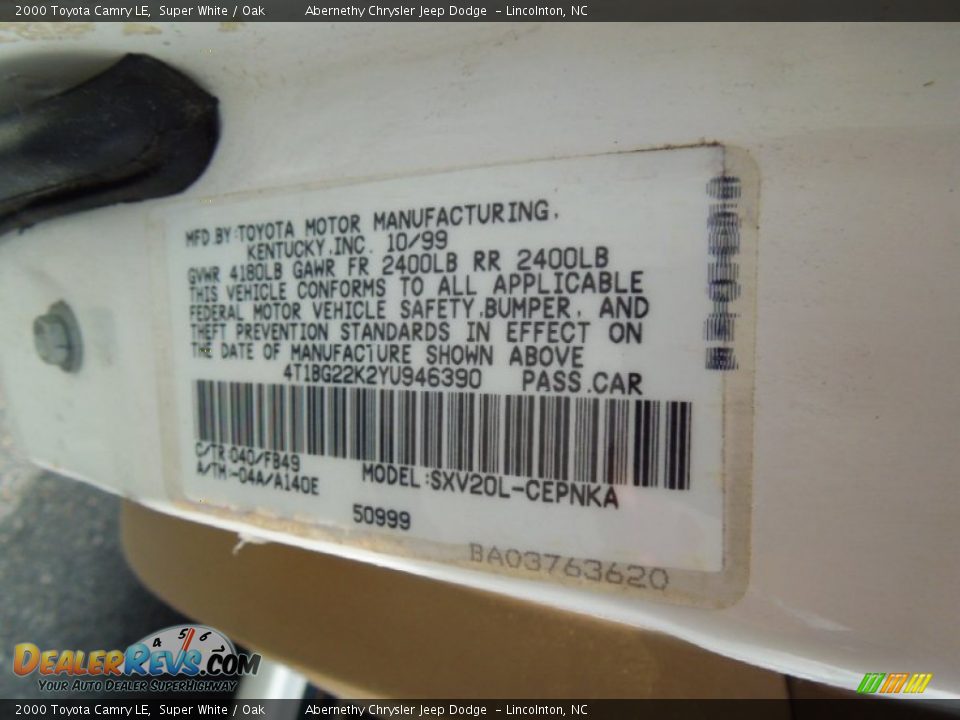 2000 Toyota Camry LE, Super White / Oak Abernethy Chrysler Jeep Dodge - Lincolnton, NC
MFD.BY:TOYOTA MOTOR MANUFACTURING,
KENTUCKY,INC. 10/99
GVWR 4180LB GAWR FR 2400LB RR 2400LB
THIS VEHICLE CONFORMS TO ALL APPLICABLE
FEDERAL MOTOR VEHICLE SAFETY,BUMPER, AND
THEFT PREVENTION STANDARDS IN EFFECT ON
THE DATE OF MANUFACTURE SHOWN ABOVE
4T1BG22K2YU946390 PASS.CAR
C/TR:040/FB49
A/TM:-04A/A140E
MODEL:SXV20L-CEPNKA
50999
BA03763620
4 5 6
DEALERREVS.COM
YOUR AUTO DEALER SUPERHIGHWAY
2000 Toyota Camry LE, Super White / Oak Abernethy Chrysler Jeep Dodge - Lincolnton, NC